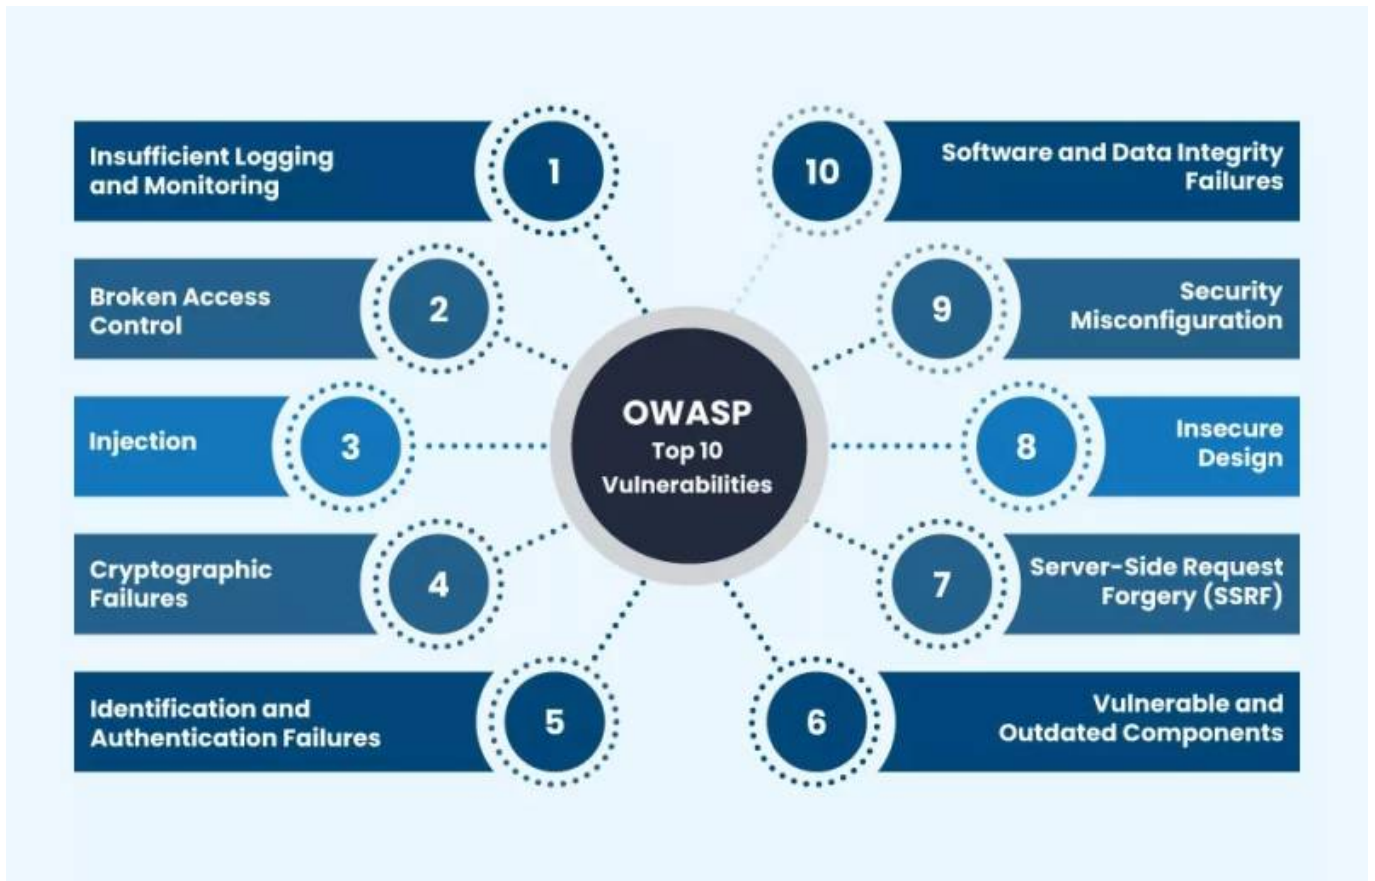 1
Insufficient Logging
and Monitoring
2
Broken Access
Control
3
Injection
4
Cryptographic
Failures
5
Identification and
Authentication Failures
OWASP
Top 10
Vulnerabilities
10
Software and Data Integrity
Failures
9
Security
Misconfiguration
8
Insecure
Design
7
Server-Side Request
Forgery (SSRF)
6
Vulnerable and
Outdated Components